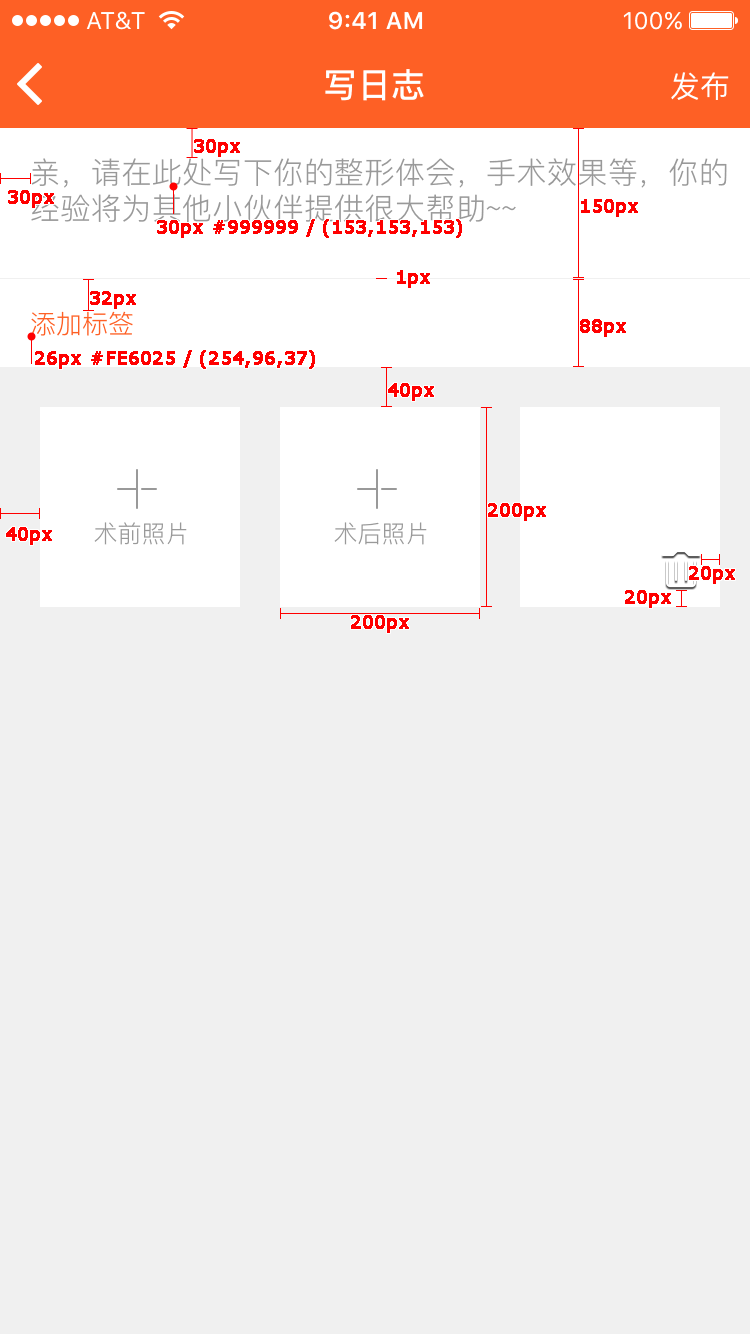 AT&T 9:41 AM 100%
写日志 发布
30px
亲，请在此处写下你的整形体会，手术效果等，你的
30px
经验将为其他小伙伴提供很大帮助~~
150px
30px #999999 / (153,153,153)
1px
32px
添加标签
88px
26px #FE6025 / (254,96,37)
40px
200px
40px
术前照片 术后照片
20px
20px
200px